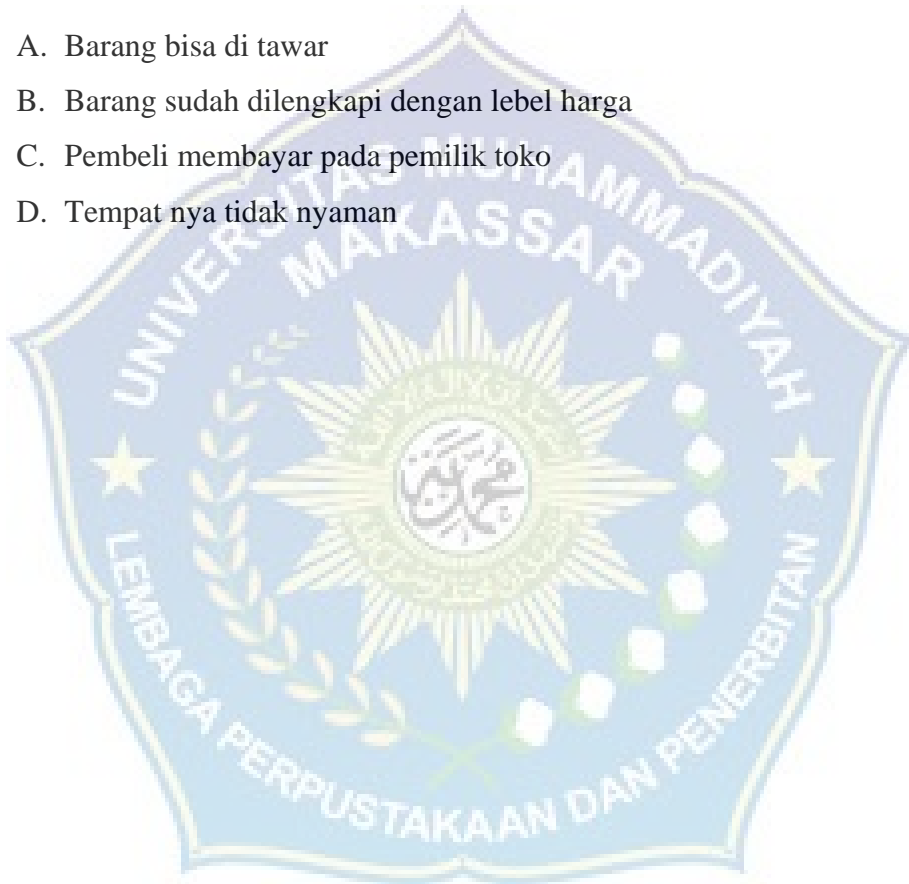 A. Barang bisa di tawar
B. Barang sudah dilengkapi dengan lebel harga
C. Pembeli membayar pada pemilik toko
D. Tempat nya tidak nyaman
UNIVERSITAS MUHAMMADIYAH
MAKASSAR
LEMBAGA PERPUSTAKAAN DAN PENERBITAN